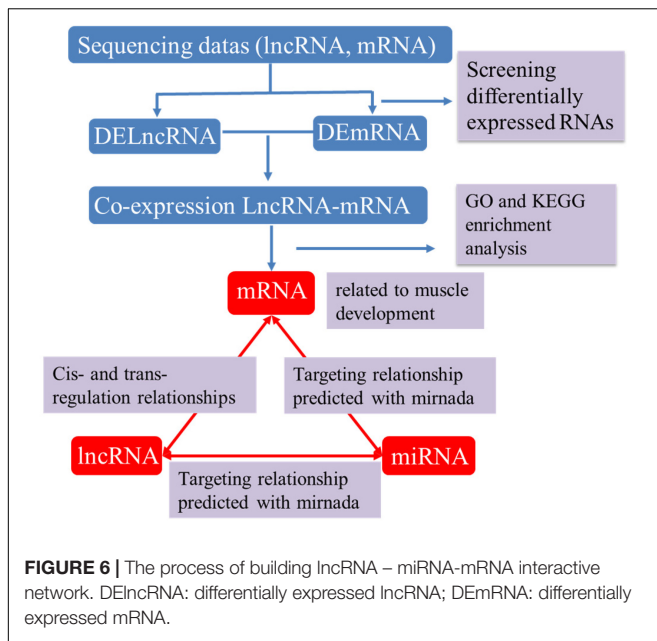 Sequencing datas (lncRNA, mRNA)
Screening
differentially
expressed RNAs
DELncRNA
DEmRNA
Co-expression LncRNA-mRNA
GO and KEGG
enrichment
analysis
mRNA
related to muscle
development
Cis- and trans-
regulation relationships
Targeting relationship
predicted with mirnada
lncRNA
miRNA
Targeting relationship
predicted with mirnada
FIGURE 6 | The process of building lncRNA – miRNA-mRNA interactive
network. DElncRNA: differentially expressed lncRNA; DEmRNA: differentially
expressed mRNA.